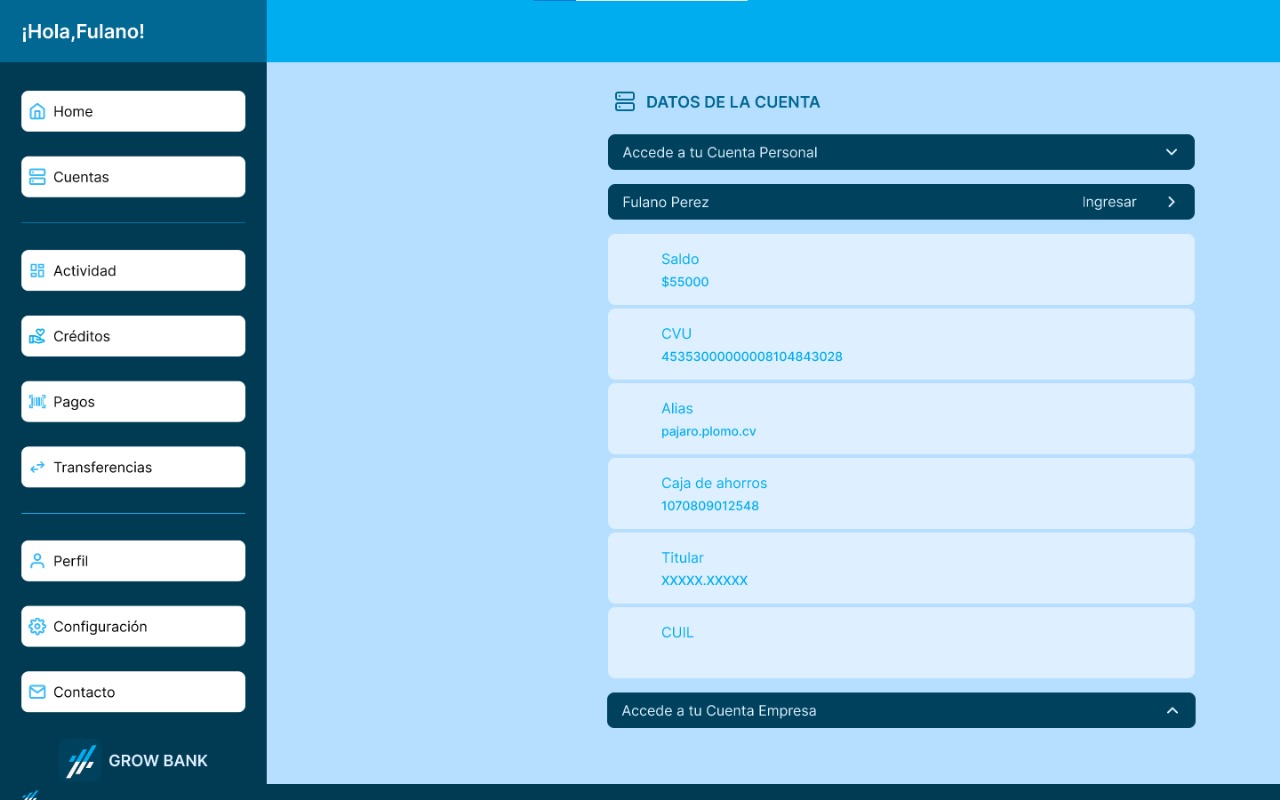 ¡Hola,Fulano!
Home
Cuentas
Actividad
Créditos
Pagos
Transferencias
Perfil
Configuración
Contacto
GROW BANK
DATOS DE LA CUENTA
Accede a tu Cuenta Personal
Fulano Perez Ingresar
Saldo
$55000
CVU
45353000000008104843028
Alias
pajaro.plomo.cv
Caja de ahorros
1070809012548
Titular
XXXXX.XXXXX
CUIL
Accede a tu Cuenta Empresa